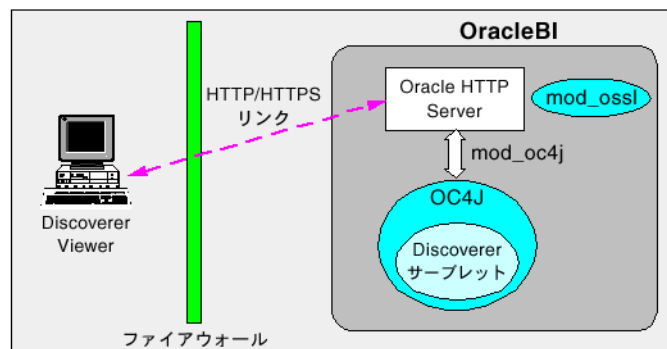 OracleBI
HTTP/HTTPS
リンク
Oracle HTTP
Server
mod_ossl
mod_oc4j
OC4J
Discoverer
サーブレット
Discoverer
Viewer
ファイアウォール